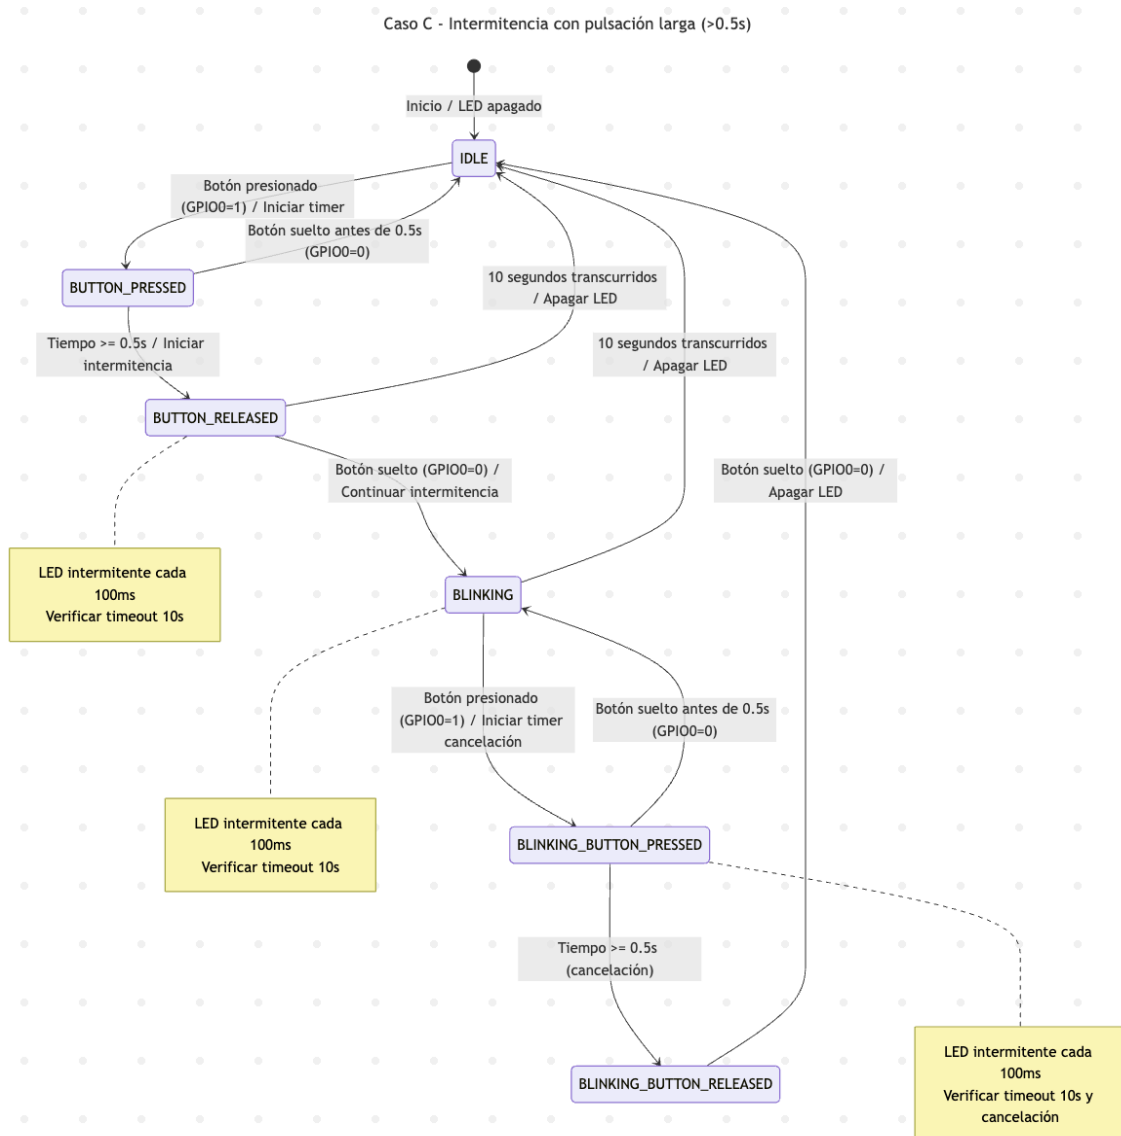 Caso C - Intermitencia con pulsación larga (>0.5s)
Inicio / LED apagado
IDLE
Botón presionado
(GPIO0=1) / Iniciar timer
Botón suelto antes de 0.5s
(GPIO0=0)
BUTTON_PRESSED
10 segundos transcurridos
/ Apagar LED
Tiempo >= 0.5s / Iniciar
intermitencia
10 segundos transcurridos
/ Apagar LED
BUTTON_RELEASED
Botón suelto (GPIO0=0) /
Continuar intermitencia
Botón suelto (GPIO0=0) /
Apagar LED
LED intermitente cada
100ms
Verificar timeout 10s
BLINKING
Botón presionado
(GPIO0=1) / Iniciar timer
cancelación
Botón suelto antes de 0.5s
(GPIO0=0)
LED intermitente cada
100ms
Verificar timeout 10s
BLINKING_BUTTON_PRESSED
Tiempo >= 0.5s
(cancelación)
BLINKING_BUTTON_RELEASED
LED intermitente cada
100ms
Verificar timeout 10s y
cancelación